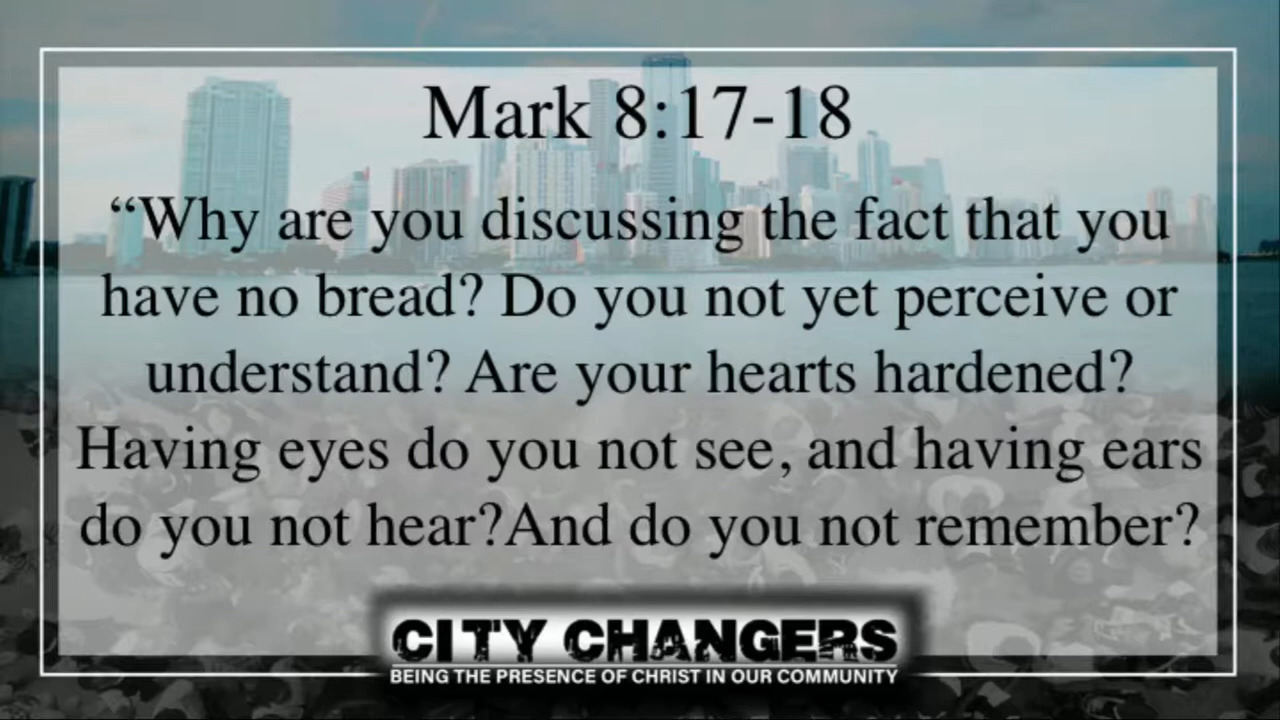 Mark 8:17-18
“Why are you discussing the fact that you
have no bread? Do you not yet perceive or
understand? Are your hearts hardened?
Having eyes do you not see, and having ears
do you not hear?And do you not remember?
CITY CHANGERS
BEING THE PRESENCE OF CHRIST IN OUR COMMUNITY